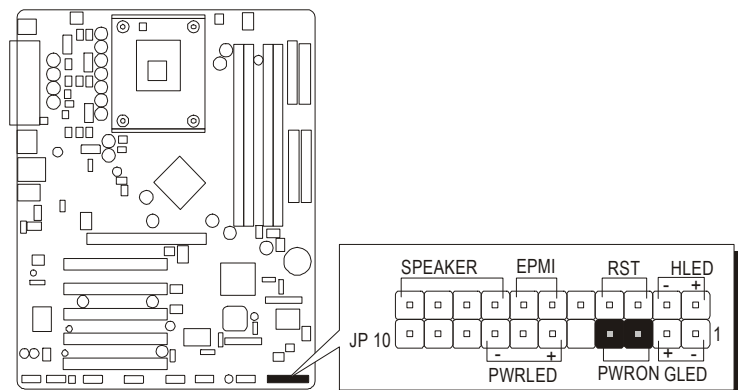 SPEAKER EPMI RST HLED
- +
JP 10 1
- + + -
PWRLED PWRON GLED